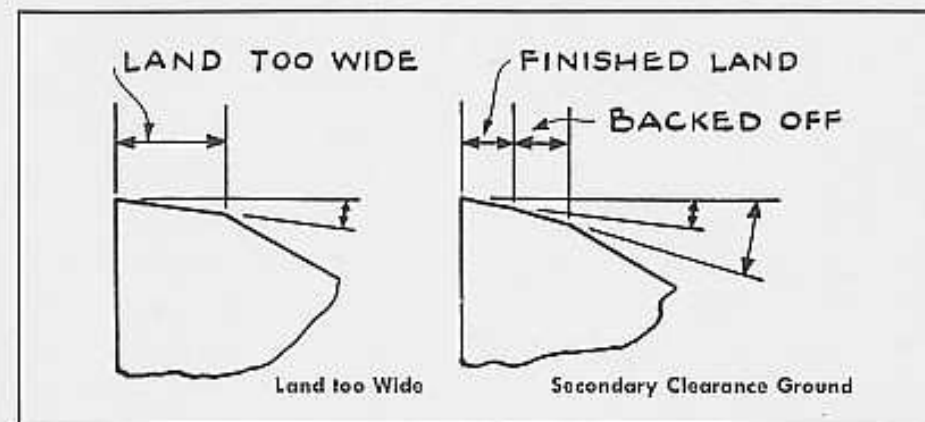 LAND TOO WIDE
FINISHED LAND
BACKED OFF
Land too Wide
Secondary Clearance Ground